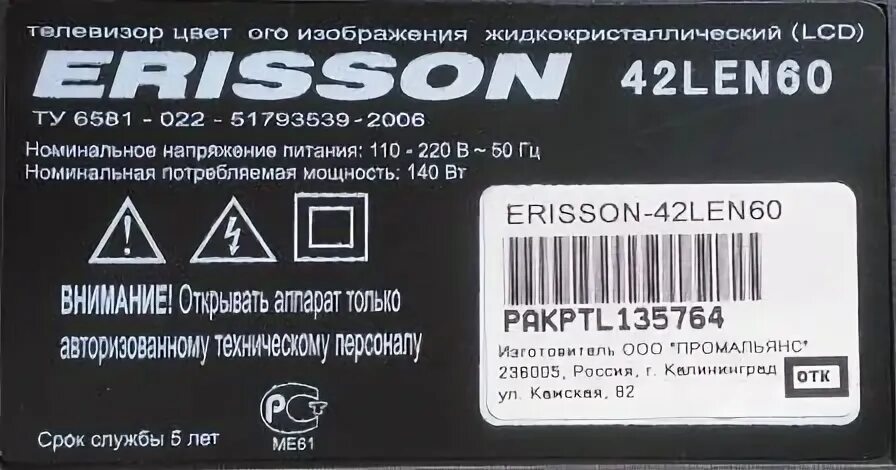 телевизор цвет ого изображения жидкокристаллический (LCD)
ERISSON 42LEN60
ТУ 6581 - 022 - 51793539 - 2006
Номинальное напряжение питания: 110 - 220 В ~ 50 Гц
Номинальная потребляемая мощность: 140 Вт
ВНИМАНИЕ! Открывать аппарат только
авторизованному техническому персоналу
Срок службы 5 лет
РСТ
МЕ61
ERISSON-42LEN60
PAKPTL135764
Изготовитель ООО "ПРОМАЛЬЯНС"
236005, Россия, г. Калининград
ул. Камская, 82
ОТК